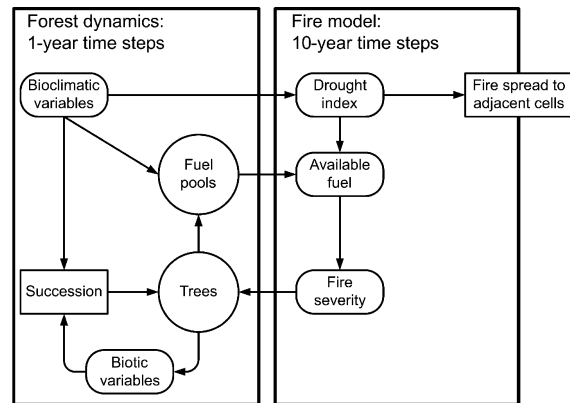 Forest dynamics:
1-year time steps
Fire model:
10-year time steps
Bioclimatic
variables
Drought
index
Fire spread to
adjacent cells
Fuel
pools
Available
fuel
Succession
Trees
Fire
severity
Biotic
variables